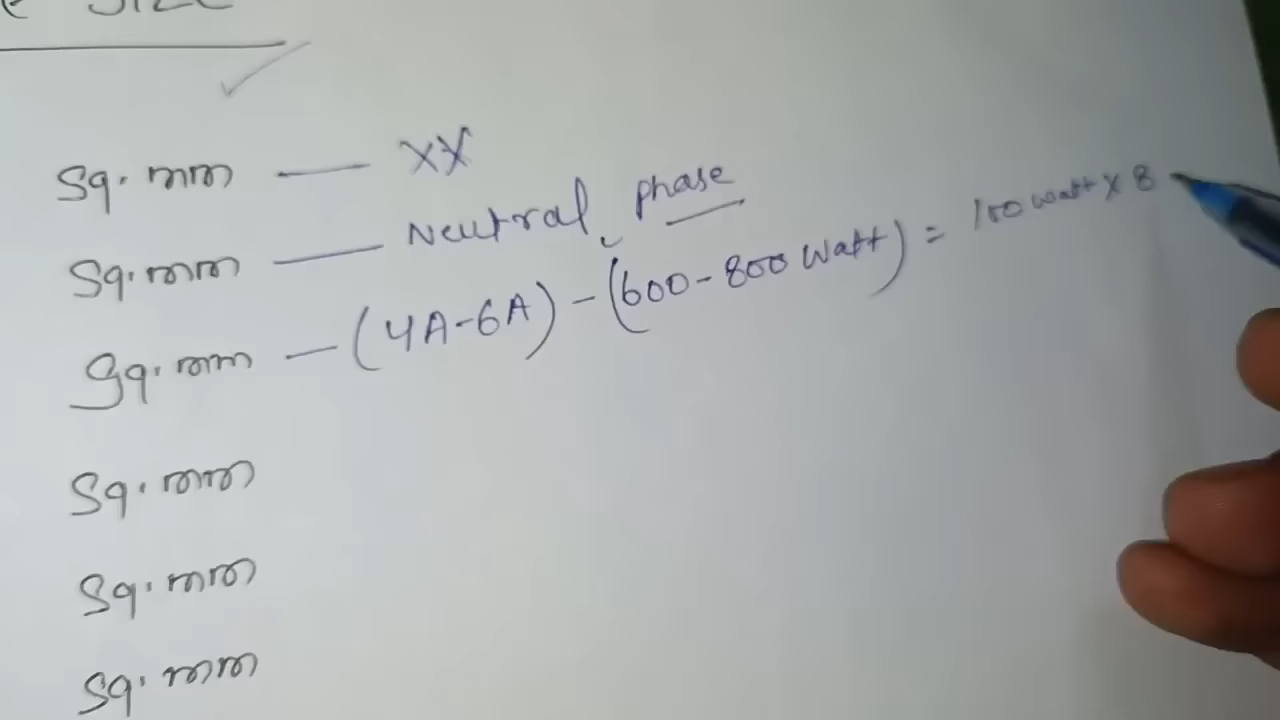 SIZE
Sq. mm — XX
Sq. mm — Neutral, phase
Sq. mm — (4A-6A) - (600-800 Watt) = 100 watt X 8
Sq. mm
Sq. mm
Sq. mm